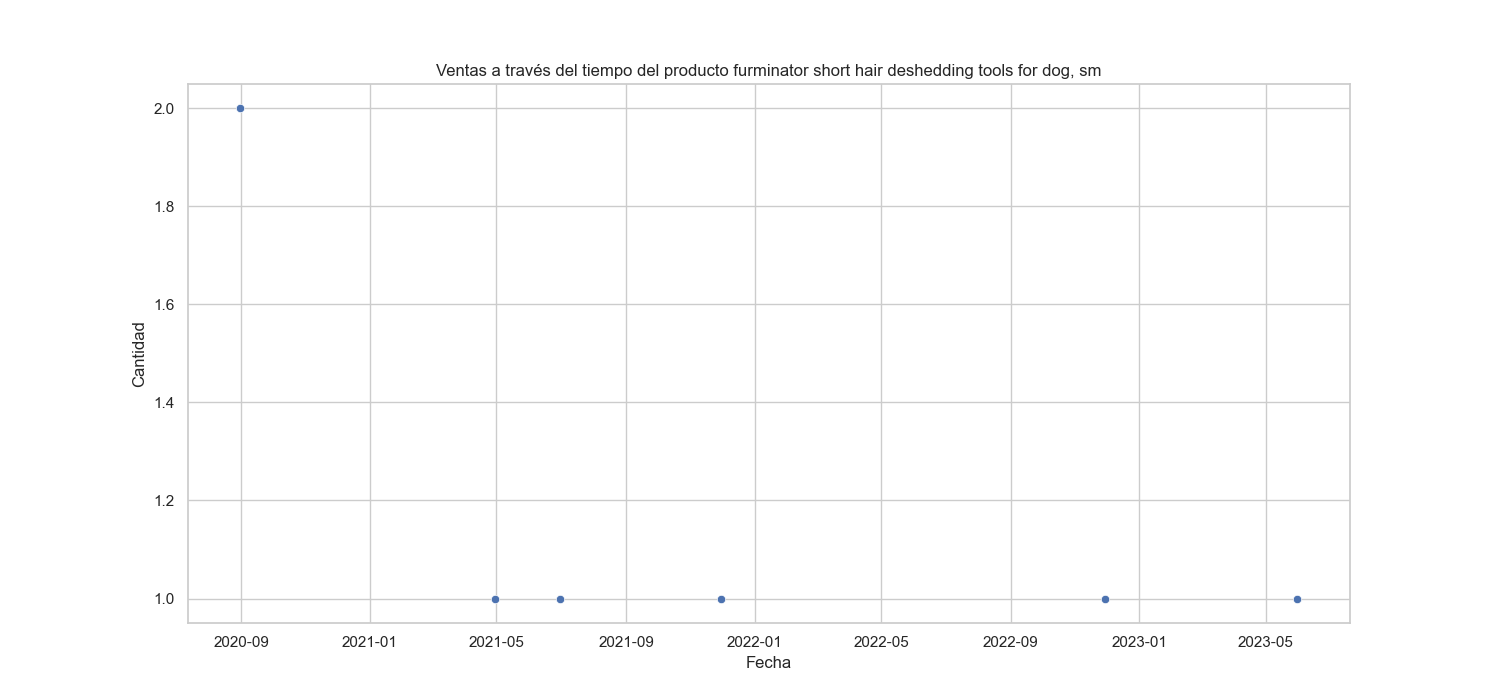 Ventas a través del tiempo del producto furminator short hair deshedding tools for dog, sm
2.0
1.8
1.6
1.4
1.2
1.0
Cantidad
2020-09 2021-01 2021-05 2021-09 2022-01 2022-05 2022-09 2023-01 2023-05
Fecha